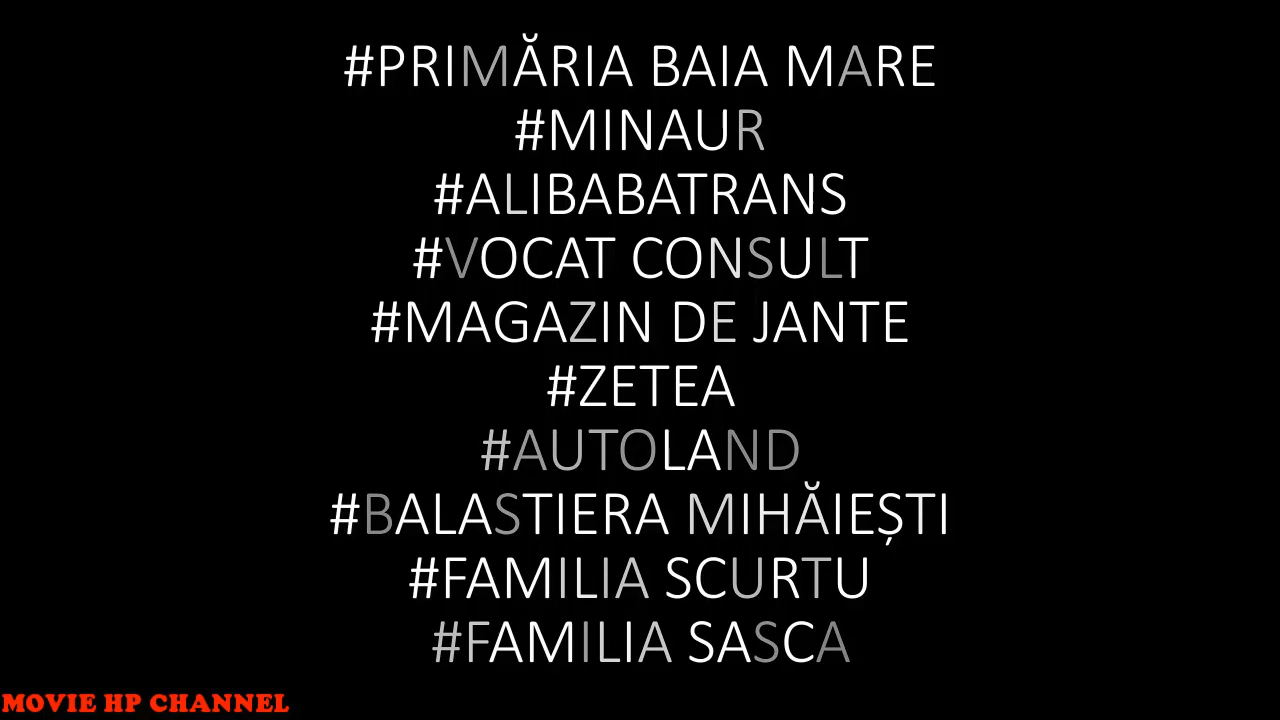 #PRIMĂRIA BAIA MARE
#MINAUR
#ALIBABATRANS
#VOCAT CONSULT
#MAGAZIN DE JANTE
#ZETEA
#AUTOLAND
#BALASTIERA MIHĂIEȘTI
#FAMILIA SCURTU
#FAMILIA SASCA
MOVIE HP CHANNEL